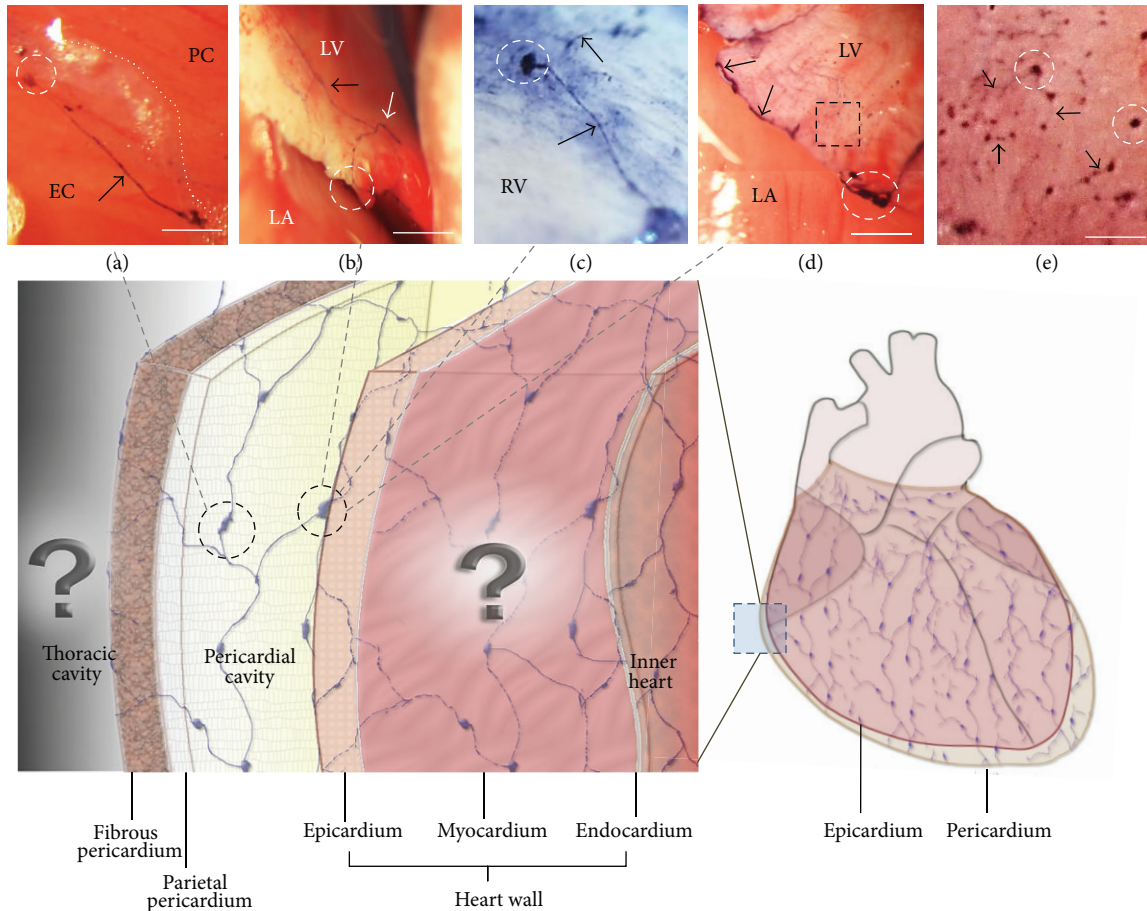 PC
EC
LV
LA
RV
LV
LA
(a)
(b)
(c)
(d)
(e)
?
Thoracic
cavity
Pericardial
cavity
?
Inner
heart
Fibrous
pericardium
Parietal
pericardium
Epicardium
Myocardium
Endocardium
Heart wall
Epicardium
Pericardium